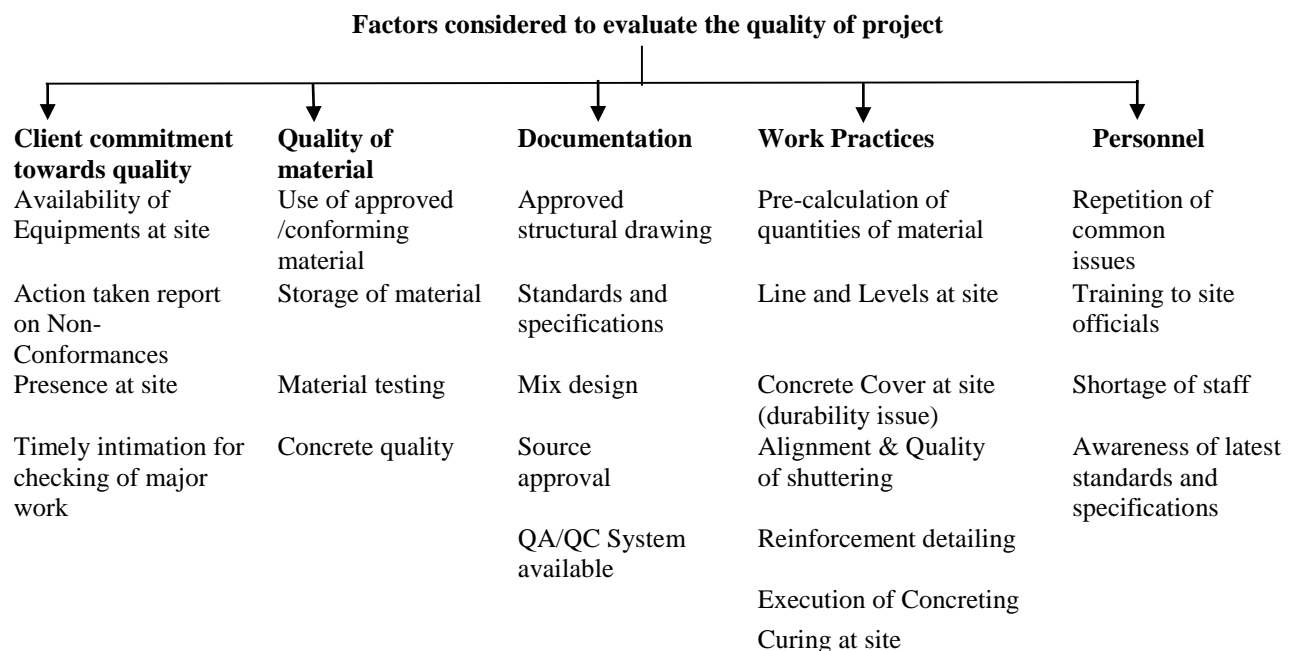 Factors considered to evaluate the quality of project
Client commitment
towards quality
Availability of
Equipments at site
Action taken report
on Non-
Conformances
Presence at site
Timely intimation for
checking of major
work
Quality of
material
Use of approved
/conforming
material
Storage of material
Material testing
Concrete quality
Documentation
Approved
structural drawing
Standards and
specifications
Mix design
Source
approval
QA/QC System
available
Work Practices
Pre-calculation of
quantities of material
Line and Levels at site
Concrete Cover at site
(durability issue)
Alignment & Quality
of shuttering
Reinforcement detailing
Execution of Concreting
Curing at site
Personnel
Repetition of
common
issues
Training to site
officials
Shortage of staff
Awareness of latest
standards and
specifications